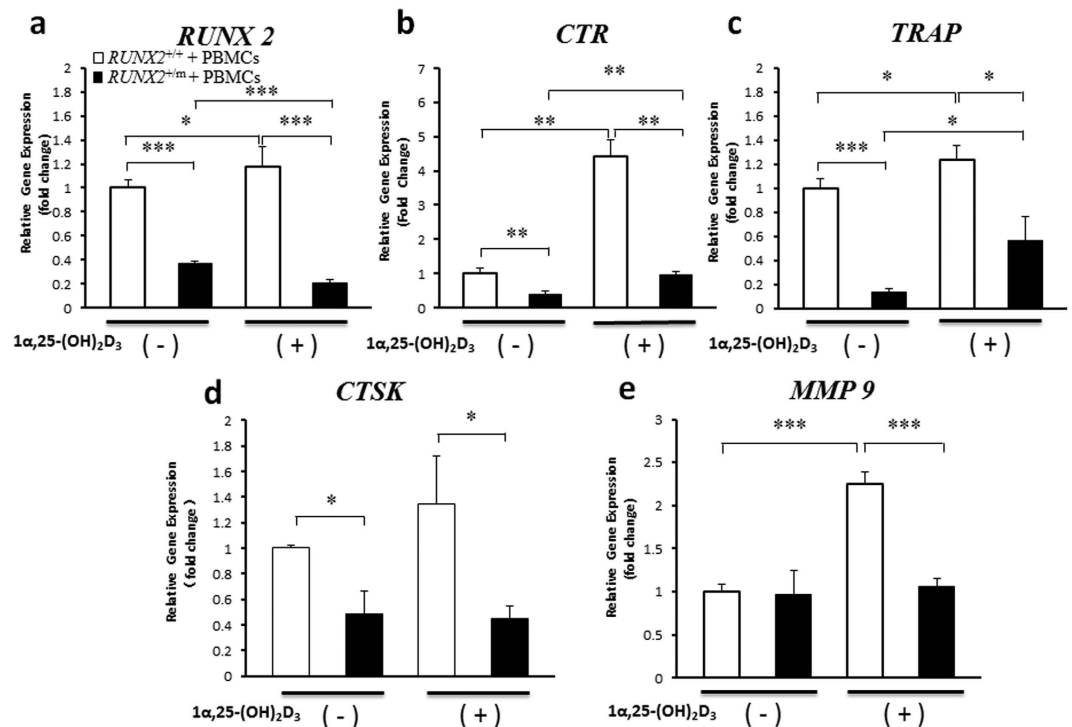 a
RUNX 2
RUNX2+/+ + PBMCs
RUNX2+/m + PBMCs
Relative Gene Expression
(fold change)
2
1.8
1.6
1.4
1.2
1
0.8
0.6
0.4
0.2
0
***
*
***
***
1α,25-(OH)₂D₃
( - )
( + )
b
CTR
Relative Gene Expression
(Fold Change)
7
6
5
4
3
2
1
0
**
**
**
**
1α,25-(OH)₂D₃
( - )
( + )
c
TRAP
Relative Gene Expression
(fold change)
2
1.8
1.6
1.4
1.2
1
0.8
0.6
0.4
0.2
0
*
*
*
***
1α,25-(OH)₂D₃
( - )
( + )
d
CTSK
Relative Gene Expression
( fold change )
2
1.8
1.6
1.4
1.2
1
0.8
0.6
0.4
0.2
0
*
*
1α,25-(OH)₂D₃
( - )
( + )
e
MMP 9
Relative Gene Expression
(fold change)
3
2.5
2
1.5
1
0.5
0
***
***
1α,25-(OH)₂D₃
( - )
( + )